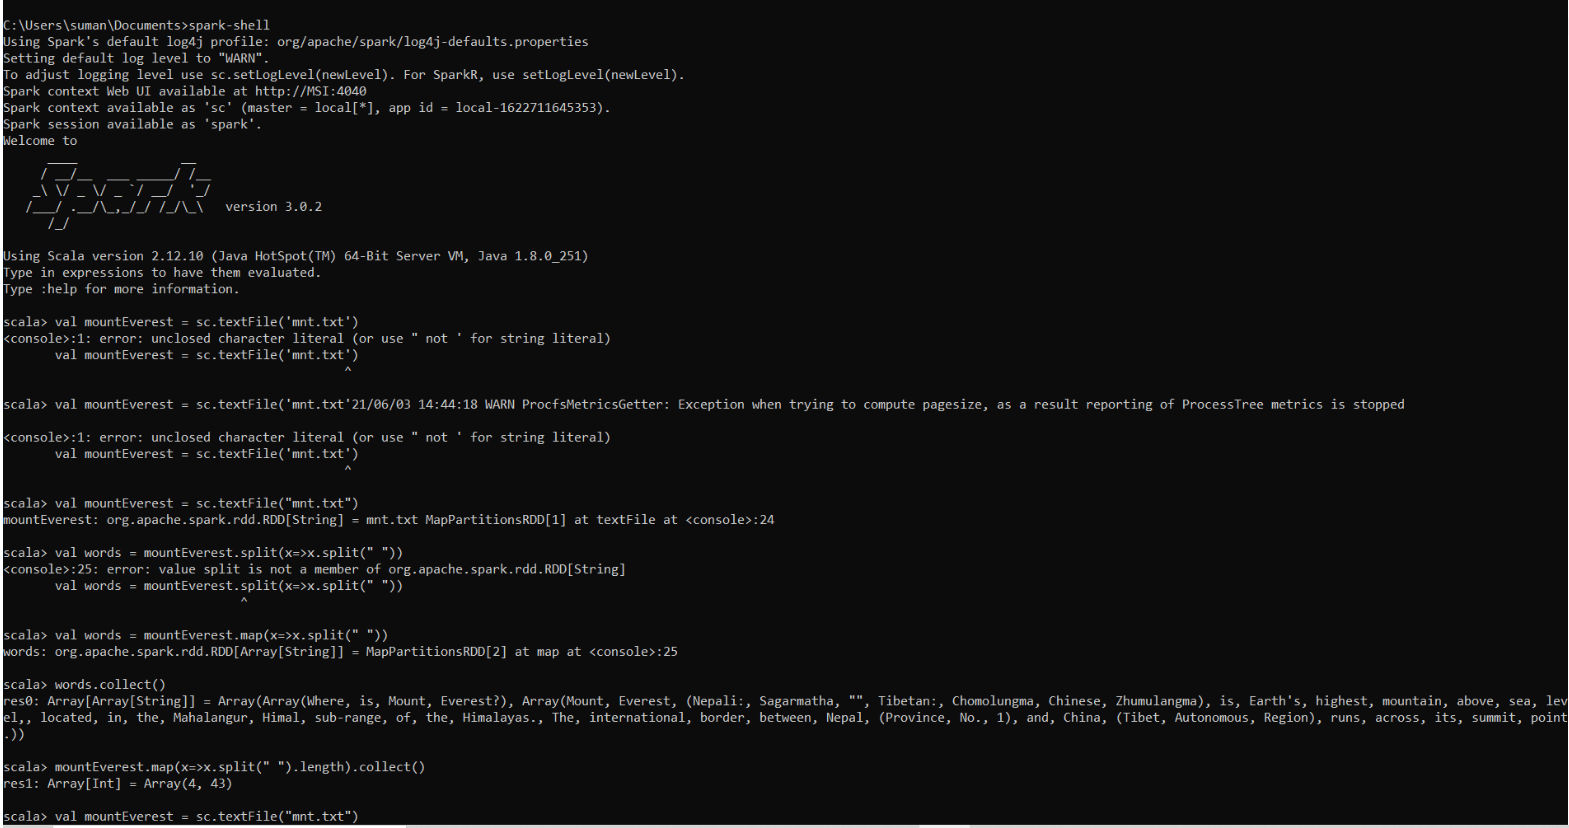 C:\Users\suman\Documents>spark-shell
Using Spark's default log4j profile: org/apache/spark/log4j-defaults.properties
Setting default log level to "WARN".
To adjust logging level use sc.setLogLevel(newLevel). For SparkR, use setLogLevel(newLevel).
Spark context Web UI available at http://MSI:4040
Spark context available as 'sc' (master = local[*], app id = local-1622711645353).
Spark session available as 'spark'.
Welcome to
      ____              __
     / __/__  ___ _____/ /__
    _\ \/ _ \/ _ `/ __/  '_/
   /___/ .__/\_,_/_/ /_/\_\   version 3.0.2
      /_/
Using Scala version 2.12.10 (Java HotSpot(TM) 64-Bit Server VM, Java 1.8.0_251)
Type in expressions to have them evaluated.
Type :help for more information.
scala> val mountEverest = sc.textFile('mnt.txt')
<console>:1: error: unclosed character literal (or use " not ' for string literal)
       val mountEverest = sc.textFile('mnt.txt')
                                              ^
scala> val mountEverest = sc.textFile('mnt.txt'21/06/03 14:44:18 WARN ProcfsMetricsGetter: Exception when trying to compute pagesize, as a result reporting of ProcessTree metrics is stopped
<console>:1: error: unclosed character literal (or use " not ' for string literal)
       val mountEverest = sc.textFile('mnt.txt')
                                              ^
scala> val mountEverest = sc.textFile("mnt.txt")
mountEverest: org.apache.spark.rdd.RDD[String] = mnt.txt MapPartitionsRDD[1] at textFile at <console>:24
scala> val words = mountEverest.split(x=>x.split(" "))
<console>:25: error: value split is not a member of org.apache.spark.rdd.RDD[String]
       val words = mountEverest.split(x=>x.split(" "))
                                ^
scala> val words = mountEverest.map(x=>x.split(" "))
words: org.apache.spark.rdd.RDD[Array[String]] = MapPartitionsRDD[2] at map at <console>:25
scala> words.collect()
res0: Array[Array[String]] = Array(Array(Where, is, Mount, Everest?), Array(Mount, Everest, (Nepali:, Sagarmatha, "", Tibetan:, Chomolungma, Chinese, Zhumulangma), is, Earth's, highest, mountain, above, sea, lev
el,, located, in, the, Mahalangur, Himal, sub-range, of, the, Himalayas., The, international, border, between, Nepal, (Province, No., 1), and, China, (Tibet, Autonomous, Region), runs, across, its, summit, point
.))
scala> mountEverest.map(x=>x.split(" ").length).collect()
res1: Array[Int] = Array(4, 43)
scala> val mountEverest = sc.textFile("mnt.txt")